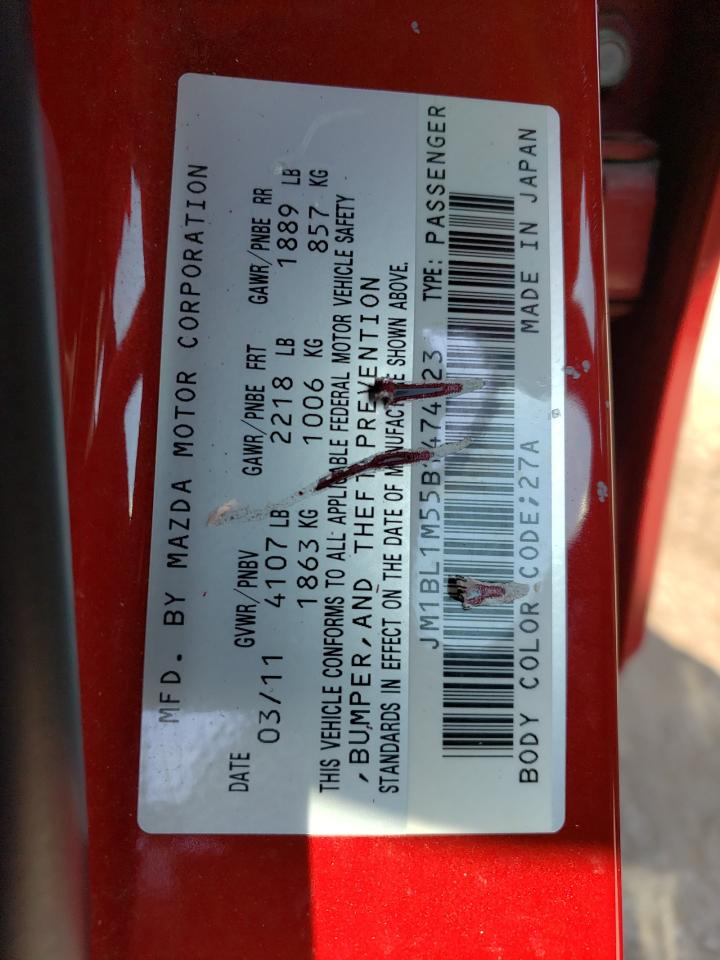 MFD. BY MAZDA MOTOR CORPORATION
DATE GVWR/PNBV GAWR/PNBE FRT GAWR/PNBE RR
03/11 4107 LB 2218 LB 1889 LB
1863 KG 1006 KG 857 KG
THIS VEHICLE CONFORMS TO ALL APPLICABLE FEDERAL MOTOR VEHICLE SAFETY
,BUMPER,AND THEFT PREVENTION
STANDARDS IN EFFECT ON THE DATE OF MANUFACTURE SHOWN ABOVE.
TYPE: PASSENGER
BODY COLOR CODE;27A MADE IN JAPAN